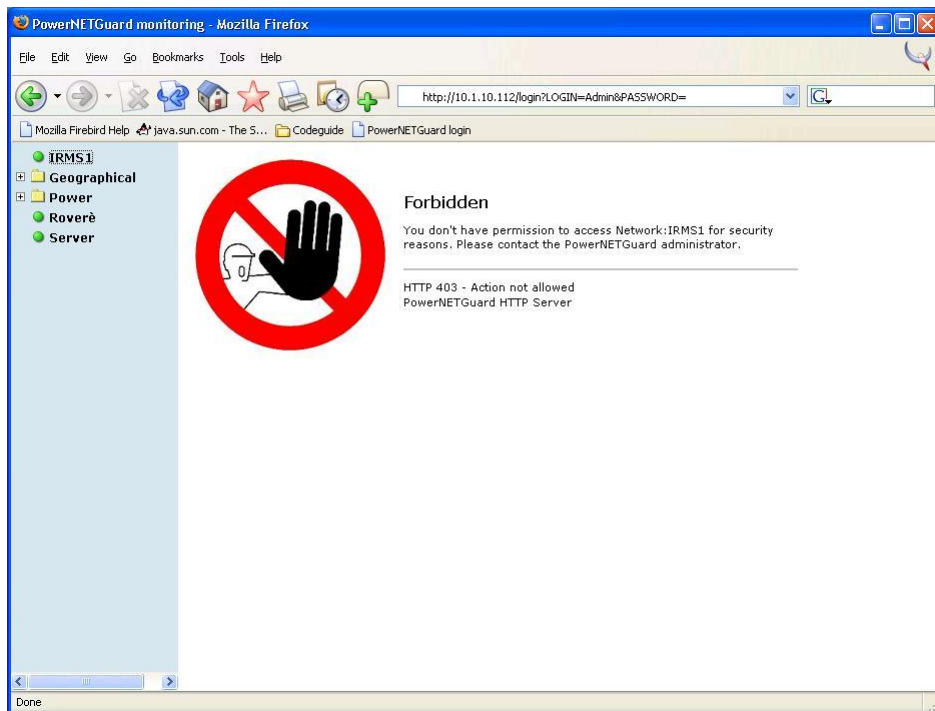 PowerNETGuard monitoring - Mozilla Firefox
File Edit View Go Bookmarks Tools Help
http://10.1.10.112/login?LOGIN=Admin&PASSWORD=
G
Mozilla Firebird Help java.sun.com - The S... Codeguide PowerNETGuard login
IRMS1
Geographical
Power
Roverè
Server
Forbidden
You don't have permission to access Network:IRMS1 for security
reasons. Please contact the PowerNETGuard administrator.
HTTP 403 - Action not allowed
PowerNETGuard HTTP Server
Done